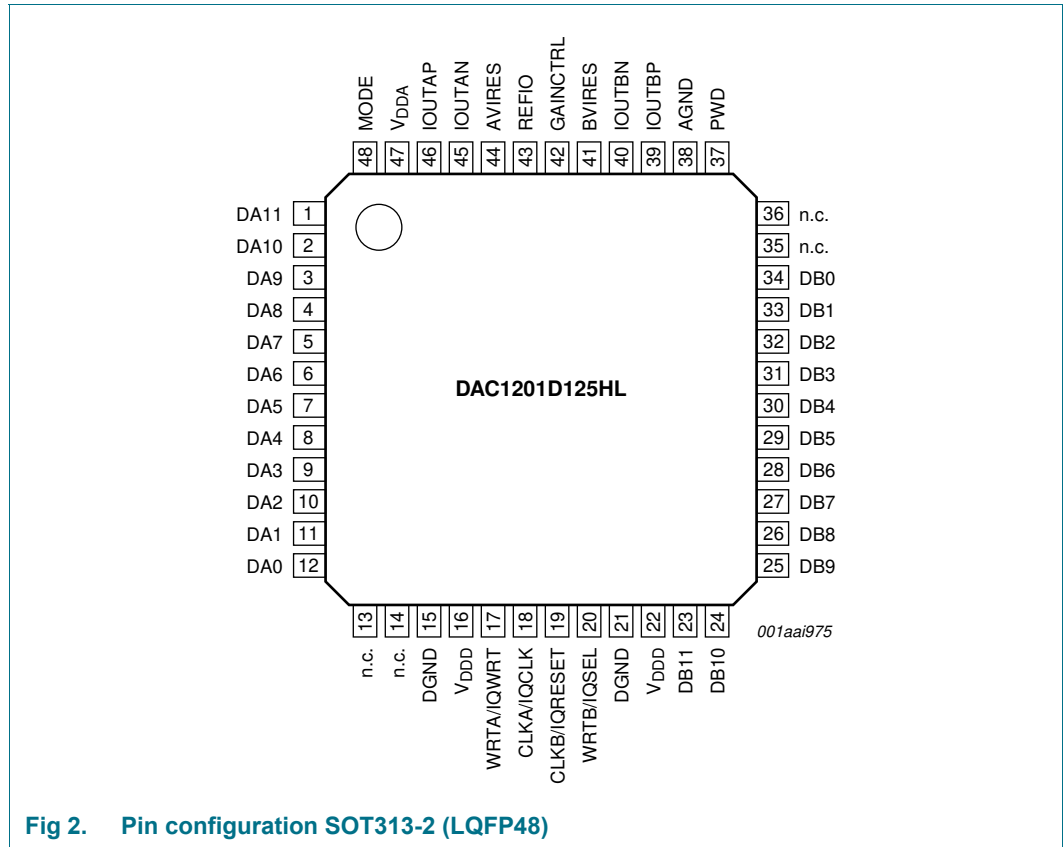 MODE
VDDA
IOUTAP
IOUTAN
AVIRES
REFIO
GAINCTRL
BVIRES
IOUTBN
IOUTBP
AGND
PWD
48
47
46
45
44
43
42
41
40
39
38
37
DA11 1
DA10 2
DA9 3
DA8 4
DA7 5
DA6 6
DA5 7
DA4 8
DA3 9
DA2 10
DA1 11
DA0 12
DAC1201D125HL
36 n.c.
35 n.c.
34 DB0
33 DB1
32 DB2
31 DB3
30 DB4
29 DB5
28 DB6
27 DB7
26 DB8
25 DB9
13
14
15
16
17
18
19
20
21
22
23
24
n.c.
n.c.
DGND
VDDD
WRTA/IQWRT
CLKA/IQCLK
CLKB/IQRESET
WRTB/IQSEL
DGND
VDDD
DB11
DB10
001aai975
Fig 2. Pin configuration SOT313-2 (LQFP48)